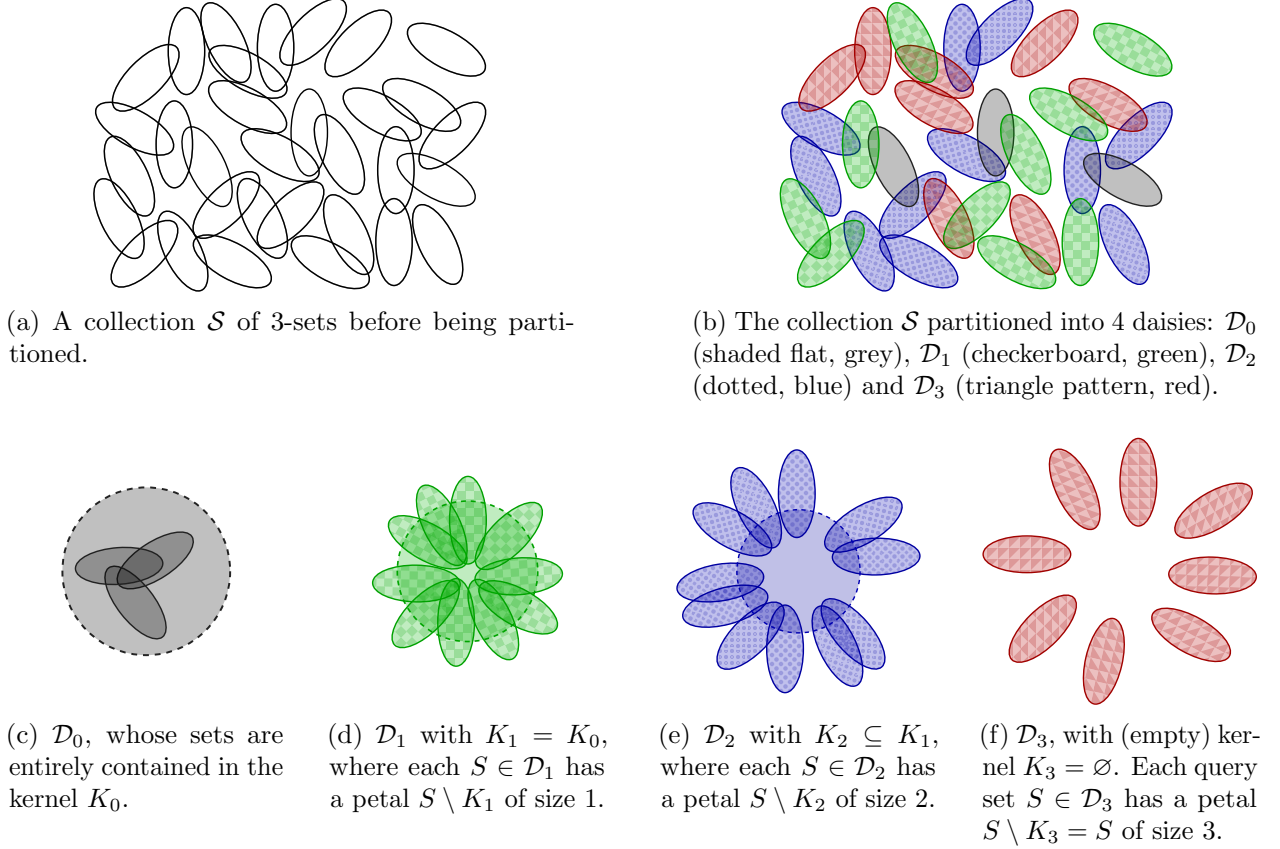 (a) A collection 𝒮 of 3-sets before being parti-
tioned.
(b) The collection 𝒮 partitioned into 4 daisies: 𝒟₀
(shaded flat, grey), 𝒟₁ (checkerboard, green), 𝒟₂
(dotted, blue) and 𝒟₃ (triangle pattern, red).
(c) 𝒟₀, whose sets are
entirely contained in the
kernel K₀.
(d) 𝒟₁ with K₁ = K₀,
where each S ∈ 𝒟₁ has
a petal S \ K₁ of size 1.
(e) 𝒟₂ with K₂ ⊆ K₁,
where each S ∈ 𝒟₂ has
a petal S \ K₂ of size 2.
(f) 𝒟₃, with (empty) ker-
nel K₃ = ∅. Each query
set S ∈ 𝒟₃ has a petal
S \ K₃ = S of size 3.